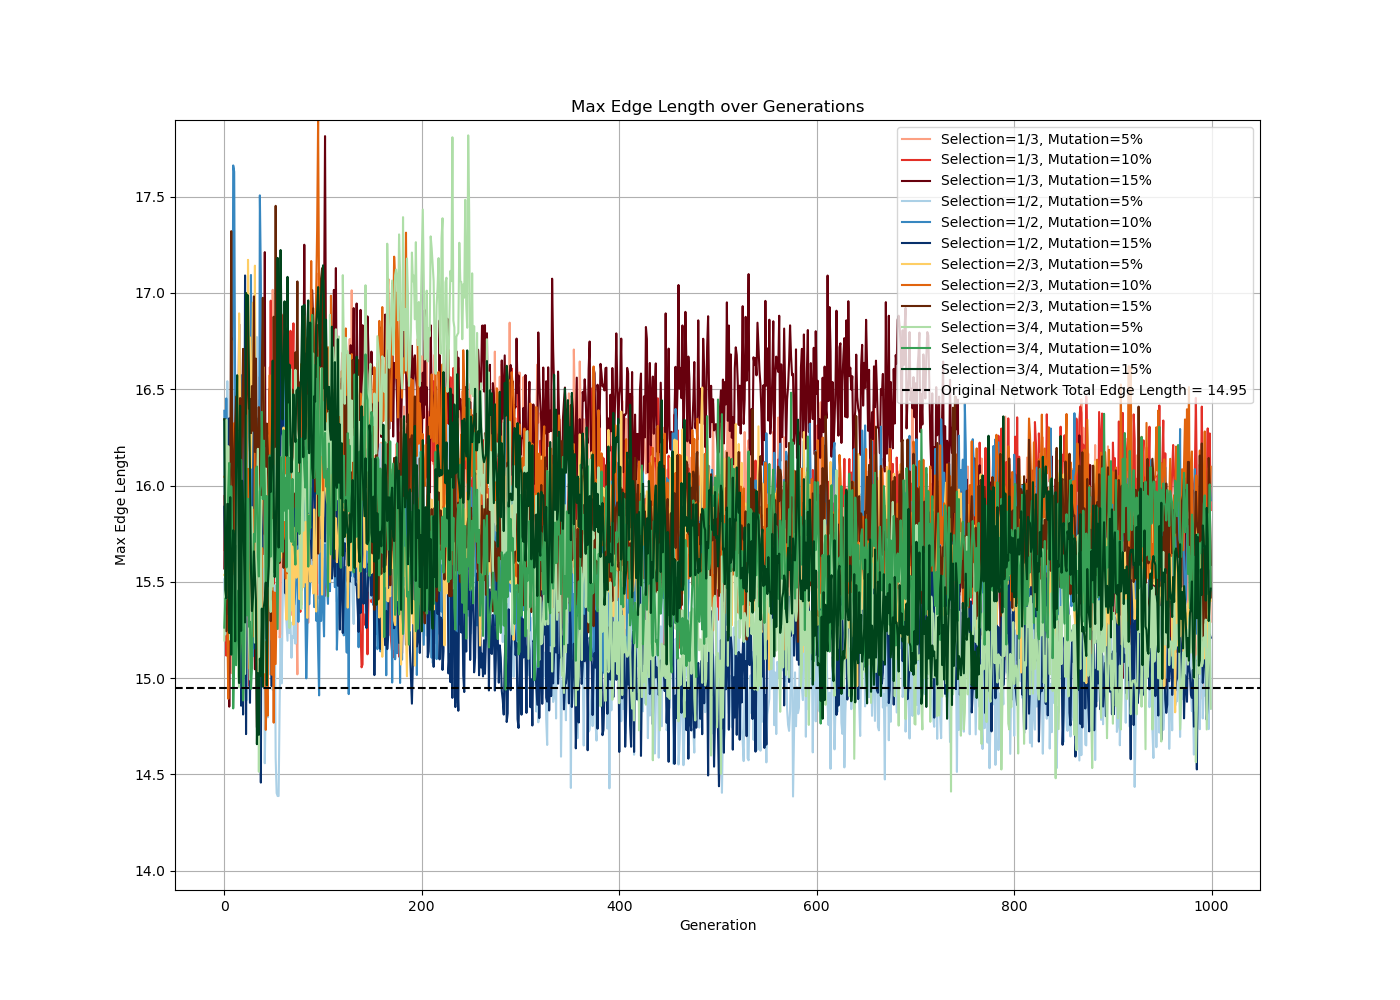 Max Edge Length over Generations
Selection=1/3, Mutation=5%
Selection=1/3, Mutation=10%
Selection=1/3, Mutation=15%
Selection=1/2, Mutation=5%
Selection=1/2, Mutation=10%
Selection=1/2, Mutation=15%
Selection=2/3, Mutation=5%
Selection=2/3, Mutation=10%
Selection=2/3, Mutation=15%
Selection=3/4, Mutation=5%
Selection=3/4, Mutation=10%
Selection=3/4, Mutation=15%
Original Network Total Edge Length = 14.95
Max Edge Length
17.5
17.0
16.5
16.0
15.5
15.0
14.5
14.0
0 200 400 600 800 1000
Generation